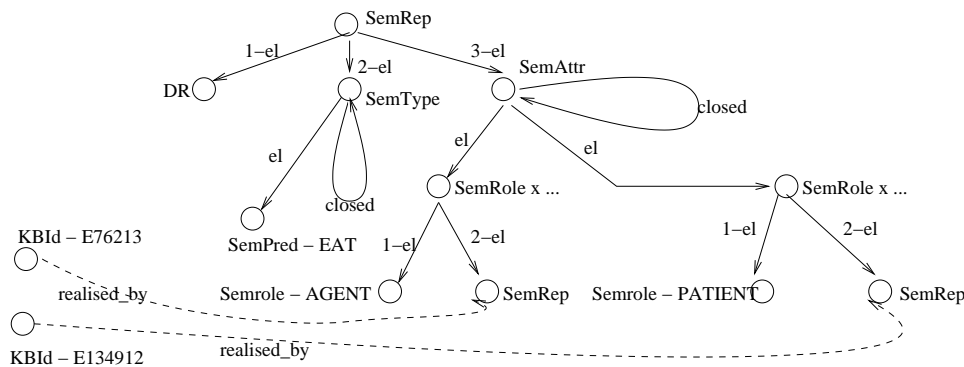 SemRep
1–el
2–el
3–el
SemAttr
DR
SemType
closed
el
el
el
closed
SemRole x ...
SemRole x ...
SemPred – EAT
KBId – E76213
1–el
2–el
1–el
2–el
realised_by
Semrole – AGENT
SemRep
Semrole – PATIENT
SemRep
realised_by
KBId – E134912